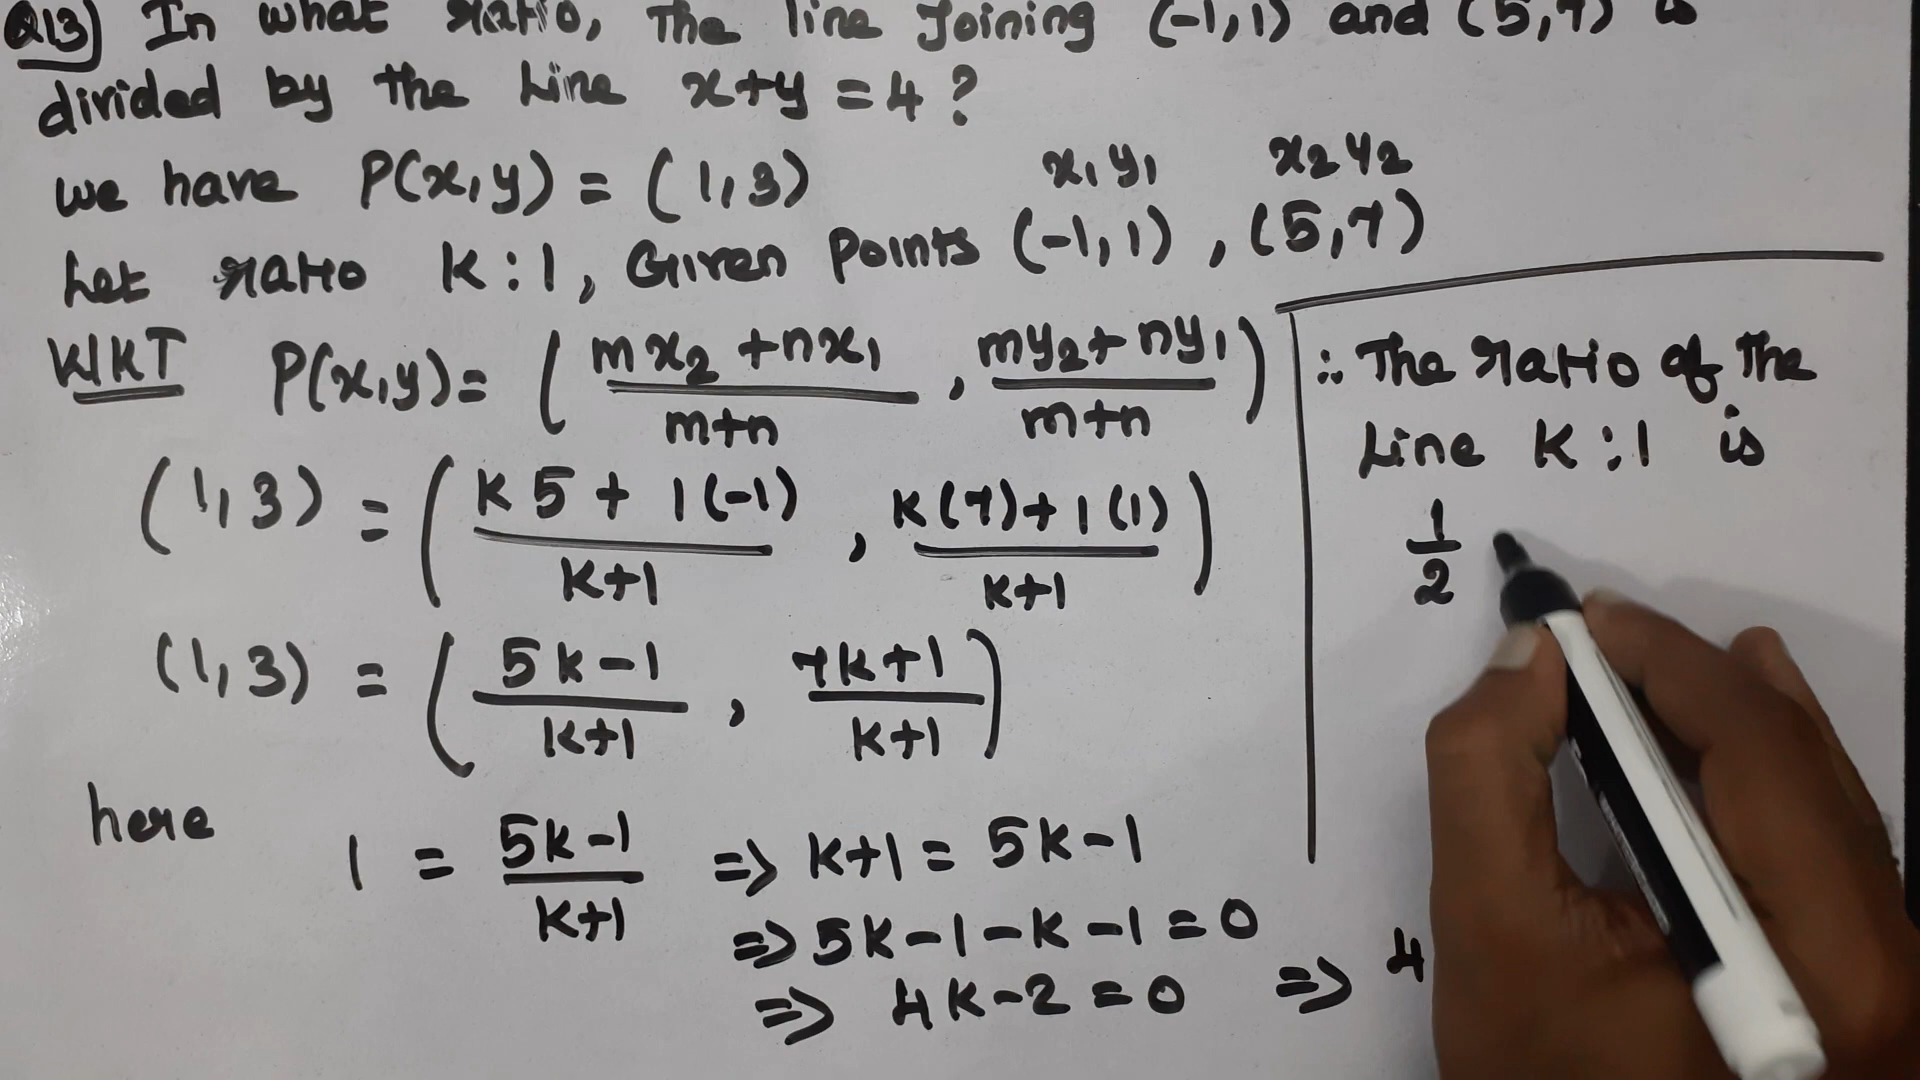 Q13) In what ratio, The line Joining (-1,1) and (5,7) is
divided by the Line x+y=4?
we have P(x,y) = (1,3)
x1 y1 x2 y2
Let ratio K:1, Given Points (-1,1), (5,7)
WKT P(x,y) = ( mx2+nx1 / m+n , my2+ny1 / m+n )
(1,3) = ( K5+1(-1) / K+1 , K(7)+1(1) / K+1 )
(1,3) = ( 5K-1 / K+1 , 7K+1 / K+1 )
here 1 = 5K-1 / K+1 => K+1 = 5K-1
=> 5K-1-K-1=0
=> 4K-2=0 => 4
∴ The ratio of The
Line K:1 is
1/2